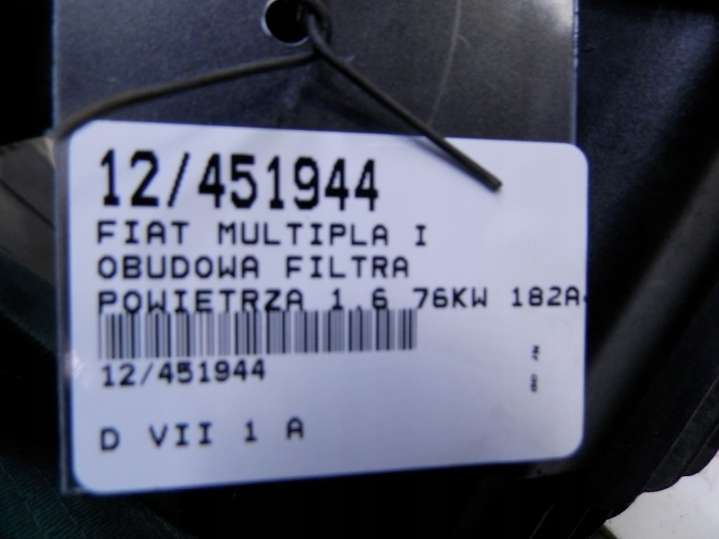 12/451944
FIAT MULTIPLA I
OBUDOWA FILTRA
POWIETRZA 1.6 76KW 182A
12/451944
D VII 1 A